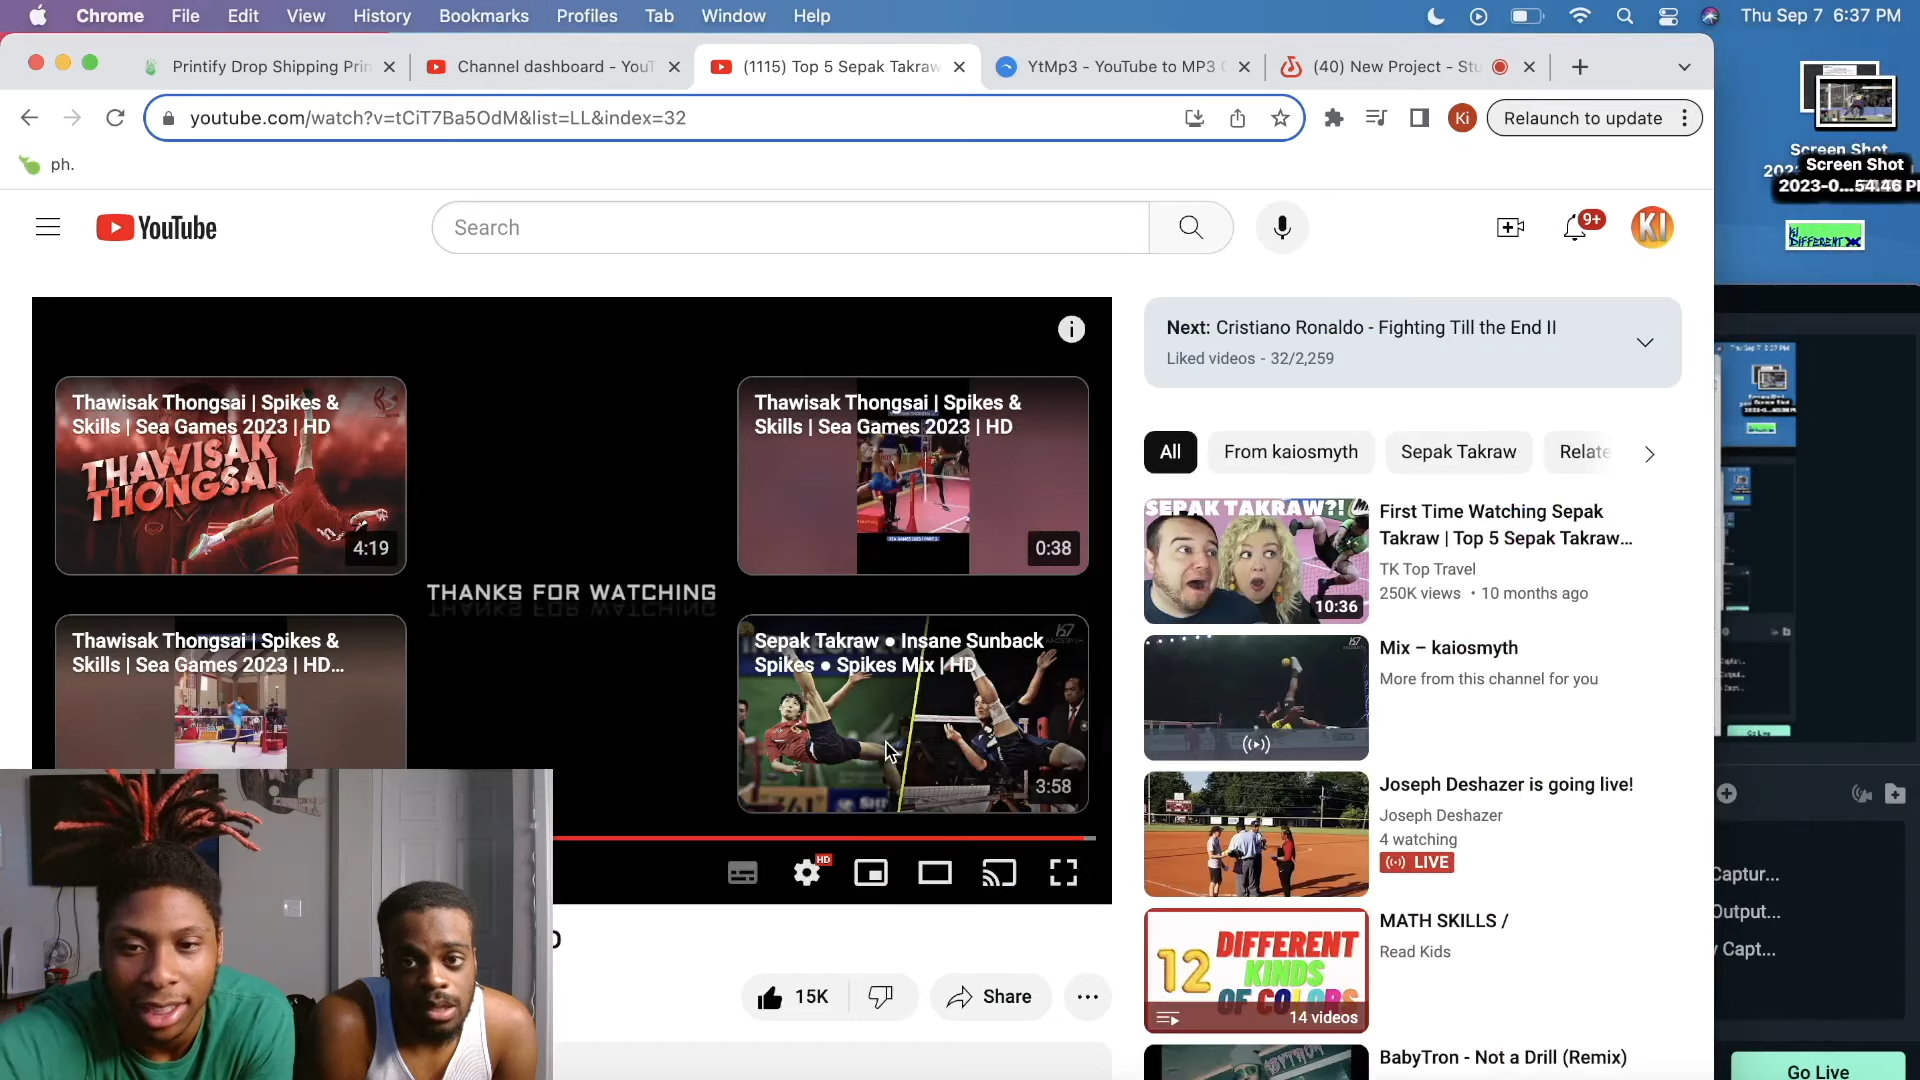 Chrome File Edit View History Bookmarks Profiles Tab Window Help
Thu Sep 7 6:37 PM
Printify Drop Shipping Prin
Channel dashboard - YouT
(1115) Top 5 Sepak Takraw
YtMp3 - YouTube to MP3
(40) New Project - Stu
youtube.com/watch?v=tCiT7Ba5OdM&list=LL&index=32
Ki
Relaunch to update
ph.
Screen Shot
Screen Shot
2023-0...54.46 P
KI
DIFFERENT
YouTube
Search
9+
KI
Thawisak Thongsai | Spikes &
Skills | Sea Games 2023 | HD
THAWISAK
THONGSAI
4:19
Thawisak Thongsai | Spikes &
Skills | Sea Games 2023 | HD
0:38
THANKS FOR WATCHING
Thawisak Thongsai | Spikes &
Skills | Sea Games 2023 | HD...
Sepak Takraw ● Insane Sunback
Spikes ● Spikes Mix | HD
3:58
HD
15K
Share
Next: Cristiano Ronaldo - Fighting Till the End II
Liked videos - 32/2,259
All
From kaiosmyth
Sepak Takraw
Relate
SEPAK TAKRAW?!
10:36
First Time Watching Sepak
Takraw | Top 5 Sepak Takraw...
TK Top Travel
250K views • 10 months ago
Mix – kaiosmyth
More from this channel for you
Joseph Deshazer is going live!
Joseph Deshazer
4 watching
LIVE
12 DIFFERENT
KINDS
OF COLORS
14 videos
MATH SKILLS /
Read Kids
BabyTron - Not a Drill (Remix)
Captur...
Output...
Capt...
Go Live